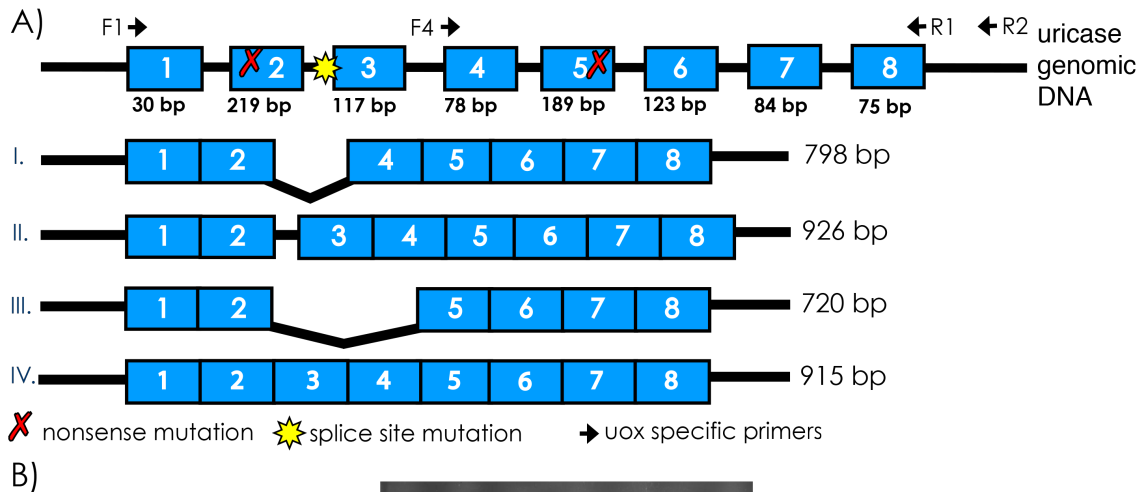 A) F1 F4 R1 R2 uricase
1 2 3 4 5 6 7 8 genomic
30 bp 219 bp 117 bp 78 bp 189 bp 123 bp 84 bp 75 bp DNA
I. 1 2 4 5 6 7 8 798 bp
II. 1 2 3 4 5 6 7 8 926 bp
III. 1 2 5 6 7 8 720 bp
IV. 1 2 3 4 5 6 7 8 915 bp
nonsense mutation splice site mutation uox specific primers
B)